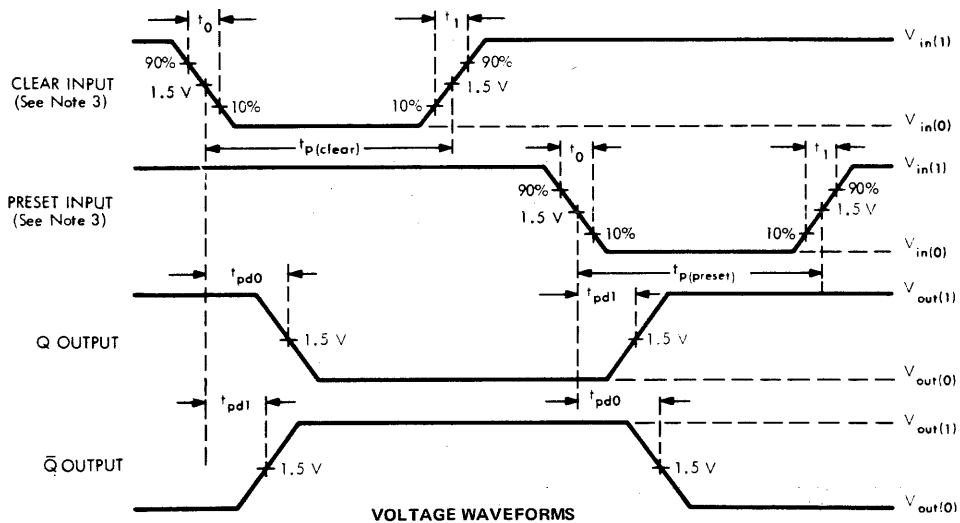 t0 t1 Vin(1)
90% 90%
CLEAR INPUT 1.5 V 1.5 V
(See Note 3) 10% 10%
Vin(0)
tp(clear) t0 t1
Vin(1)
PRESET INPUT 90% 90%
(See Note 3) 1.5 V 1.5 V
10% 10%
Vin(0)
tpd0 tp(preset)
tpd1 Vout(1)
Q OUTPUT 1.5 V 1.5 V
Vout(0)
tpd1 tpd0
Vout(1)
Q̄ OUTPUT 1.5 V 1.5 V
Vout(0)
VOLTAGE WAVEFORMS